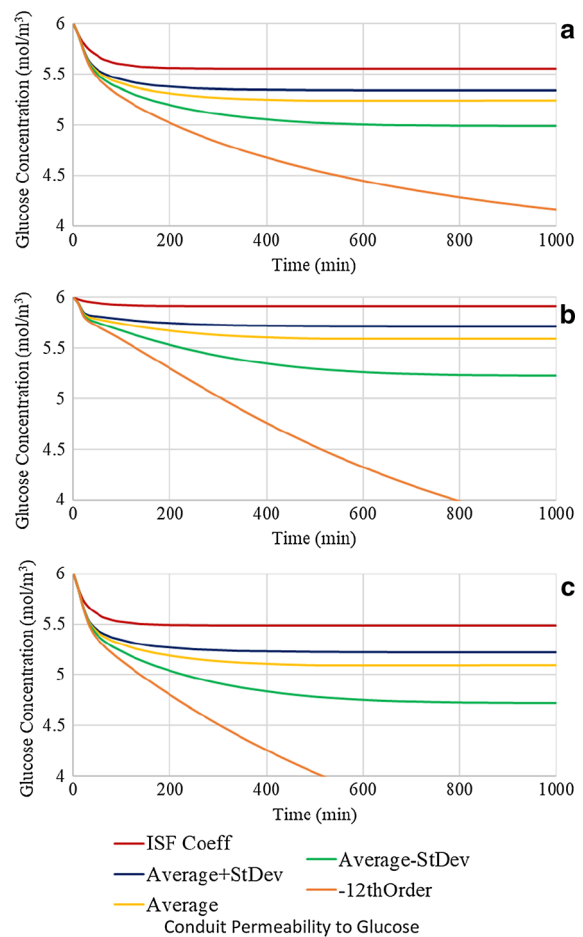 a
Glucose Concentration (mol/m³)
6
5.5
5
4.5
4
0 200 400 600 800 1000
Time (min)
b
Glucose Concentration (mol/m³)
6
5.5
5
4.5
4
0 200 400 600 800 1000
Time (min)
c
Glucose Concentration (mol/m³)
6
5.5
5
4.5
4
0 200 400 600 800 1000
Time (min)
ISF Coeff
Average+StDev
Average
Average-StDev
-12thOrder
Conduit Permeability to Glucose